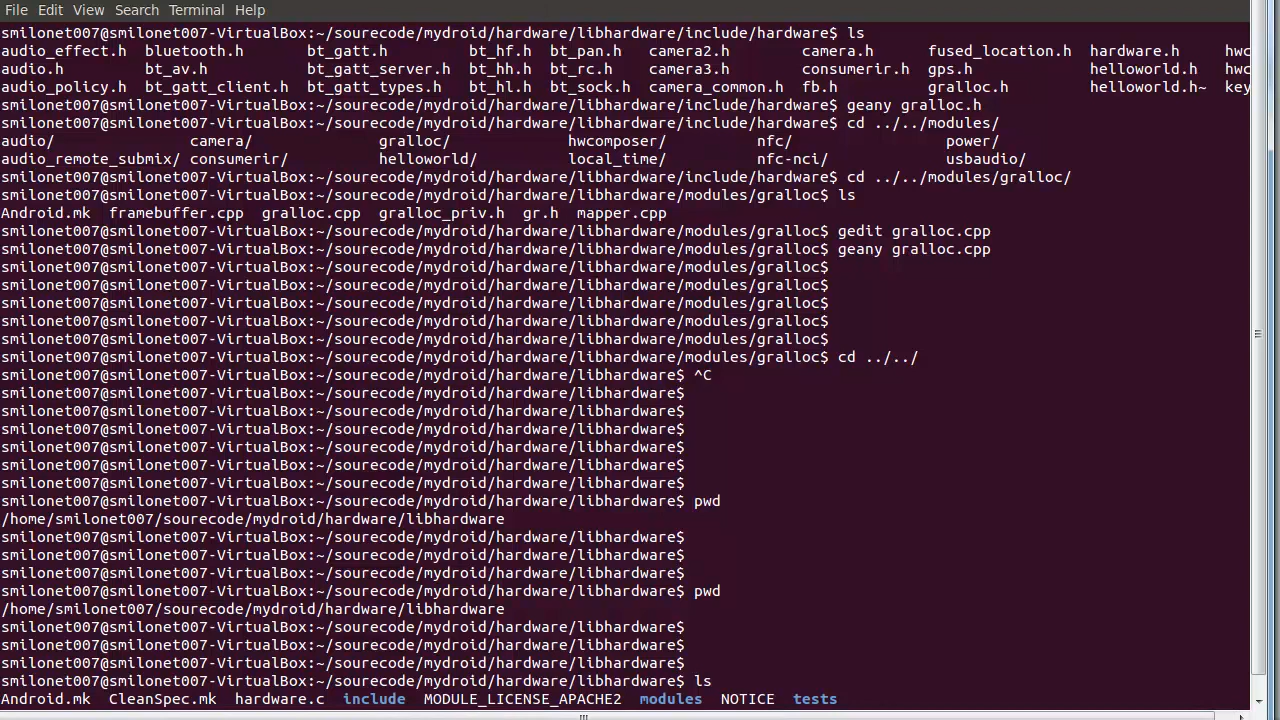 File Edit View Search Terminal Help
smilonet007@smilonet007-VirtualBox:~/sourecode/mydroid/hardware/libhardware/include/hardware$ ls
audio_effect.h bluetooth.h bt_gatt.h bt_hf.h bt_pan.h camera2.h camera.h fused_location.h hardware.h hwc
audio.h bt_av.h bt_gatt_server.h bt_hh.h bt_rc.h camera3.h consumerir.h gps.h helloworld.h hwc
audio_policy.h bt_gatt_client.h bt_gatt_types.h bt_hl.h bt_sock.h camera_common.h fb.h gralloc.h helloworld.h~ key
smilonet007@smilonet007-VirtualBox:~/sourecode/mydroid/hardware/libhardware/include/hardware$ geany gralloc.h
smilonet007@smilonet007-VirtualBox:~/sourecode/mydroid/hardware/libhardware/include/hardware$ cd ../../modules/
audio/ camera/ gralloc/ hwcomposer/ nfc/ power/
audio_remote_submix/ consumerir/ helloworld/ local_time/ nfc-nci/ usbaudio/
smilonet007@smilonet007-VirtualBox:~/sourecode/mydroid/hardware/libhardware/include/hardware$ cd ../../modules/gralloc/
smilonet007@smilonet007-VirtualBox:~/sourecode/mydroid/hardware/libhardware/modules/gralloc$ ls
Android.mk framebuffer.cpp gralloc.cpp gralloc_priv.h gr.h mapper.cpp
smilonet007@smilonet007-VirtualBox:~/sourecode/mydroid/hardware/libhardware/modules/gralloc$ gedit gralloc.cpp
smilonet007@smilonet007-VirtualBox:~/sourecode/mydroid/hardware/libhardware/modules/gralloc$ geany gralloc.cpp
smilonet007@smilonet007-VirtualBox:~/sourecode/mydroid/hardware/libhardware/modules/gralloc$
smilonet007@smilonet007-VirtualBox:~/sourecode/mydroid/hardware/libhardware/modules/gralloc$
smilonet007@smilonet007-VirtualBox:~/sourecode/mydroid/hardware/libhardware/modules/gralloc$
smilonet007@smilonet007-VirtualBox:~/sourecode/mydroid/hardware/libhardware/modules/gralloc$
smilonet007@smilonet007-VirtualBox:~/sourecode/mydroid/hardware/libhardware/modules/gralloc$
smilonet007@smilonet007-VirtualBox:~/sourecode/mydroid/hardware/libhardware/modules/gralloc$ cd ../../
smilonet007@smilonet007-VirtualBox:~/sourecode/mydroid/hardware/libhardware$ ^C
smilonet007@smilonet007-VirtualBox:~/sourecode/mydroid/hardware/libhardware$
smilonet007@smilonet007-VirtualBox:~/sourecode/mydroid/hardware/libhardware$
smilonet007@smilonet007-VirtualBox:~/sourecode/mydroid/hardware/libhardware$
smilonet007@smilonet007-VirtualBox:~/sourecode/mydroid/hardware/libhardware$
smilonet007@smilonet007-VirtualBox:~/sourecode/mydroid/hardware/libhardware$
smilonet007@smilonet007-VirtualBox:~/sourecode/mydroid/hardware/libhardware$
smilonet007@smilonet007-VirtualBox:~/sourecode/mydroid/hardware/libhardware$ pwd
/home/smilonet007/sourecode/mydroid/hardware/libhardware
smilonet007@smilonet007-VirtualBox:~/sourecode/mydroid/hardware/libhardware$
smilonet007@smilonet007-VirtualBox:~/sourecode/mydroid/hardware/libhardware$
smilonet007@smilonet007-VirtualBox:~/sourecode/mydroid/hardware/libhardware$
smilonet007@smilonet007-VirtualBox:~/sourecode/mydroid/hardware/libhardware$ pwd
/home/smilonet007/sourecode/mydroid/hardware/libhardware
smilonet007@smilonet007-VirtualBox:~/sourecode/mydroid/hardware/libhardware$
smilonet007@smilonet007-VirtualBox:~/sourecode/mydroid/hardware/libhardware$
smilonet007@smilonet007-VirtualBox:~/sourecode/mydroid/hardware/libhardware$
smilonet007@smilonet007-VirtualBox:~/sourecode/mydroid/hardware/libhardware$ ls
Android.mk CleanSpec.mk hardware.c include MODULE_LICENSE_APACHE2 modules NOTICE tests